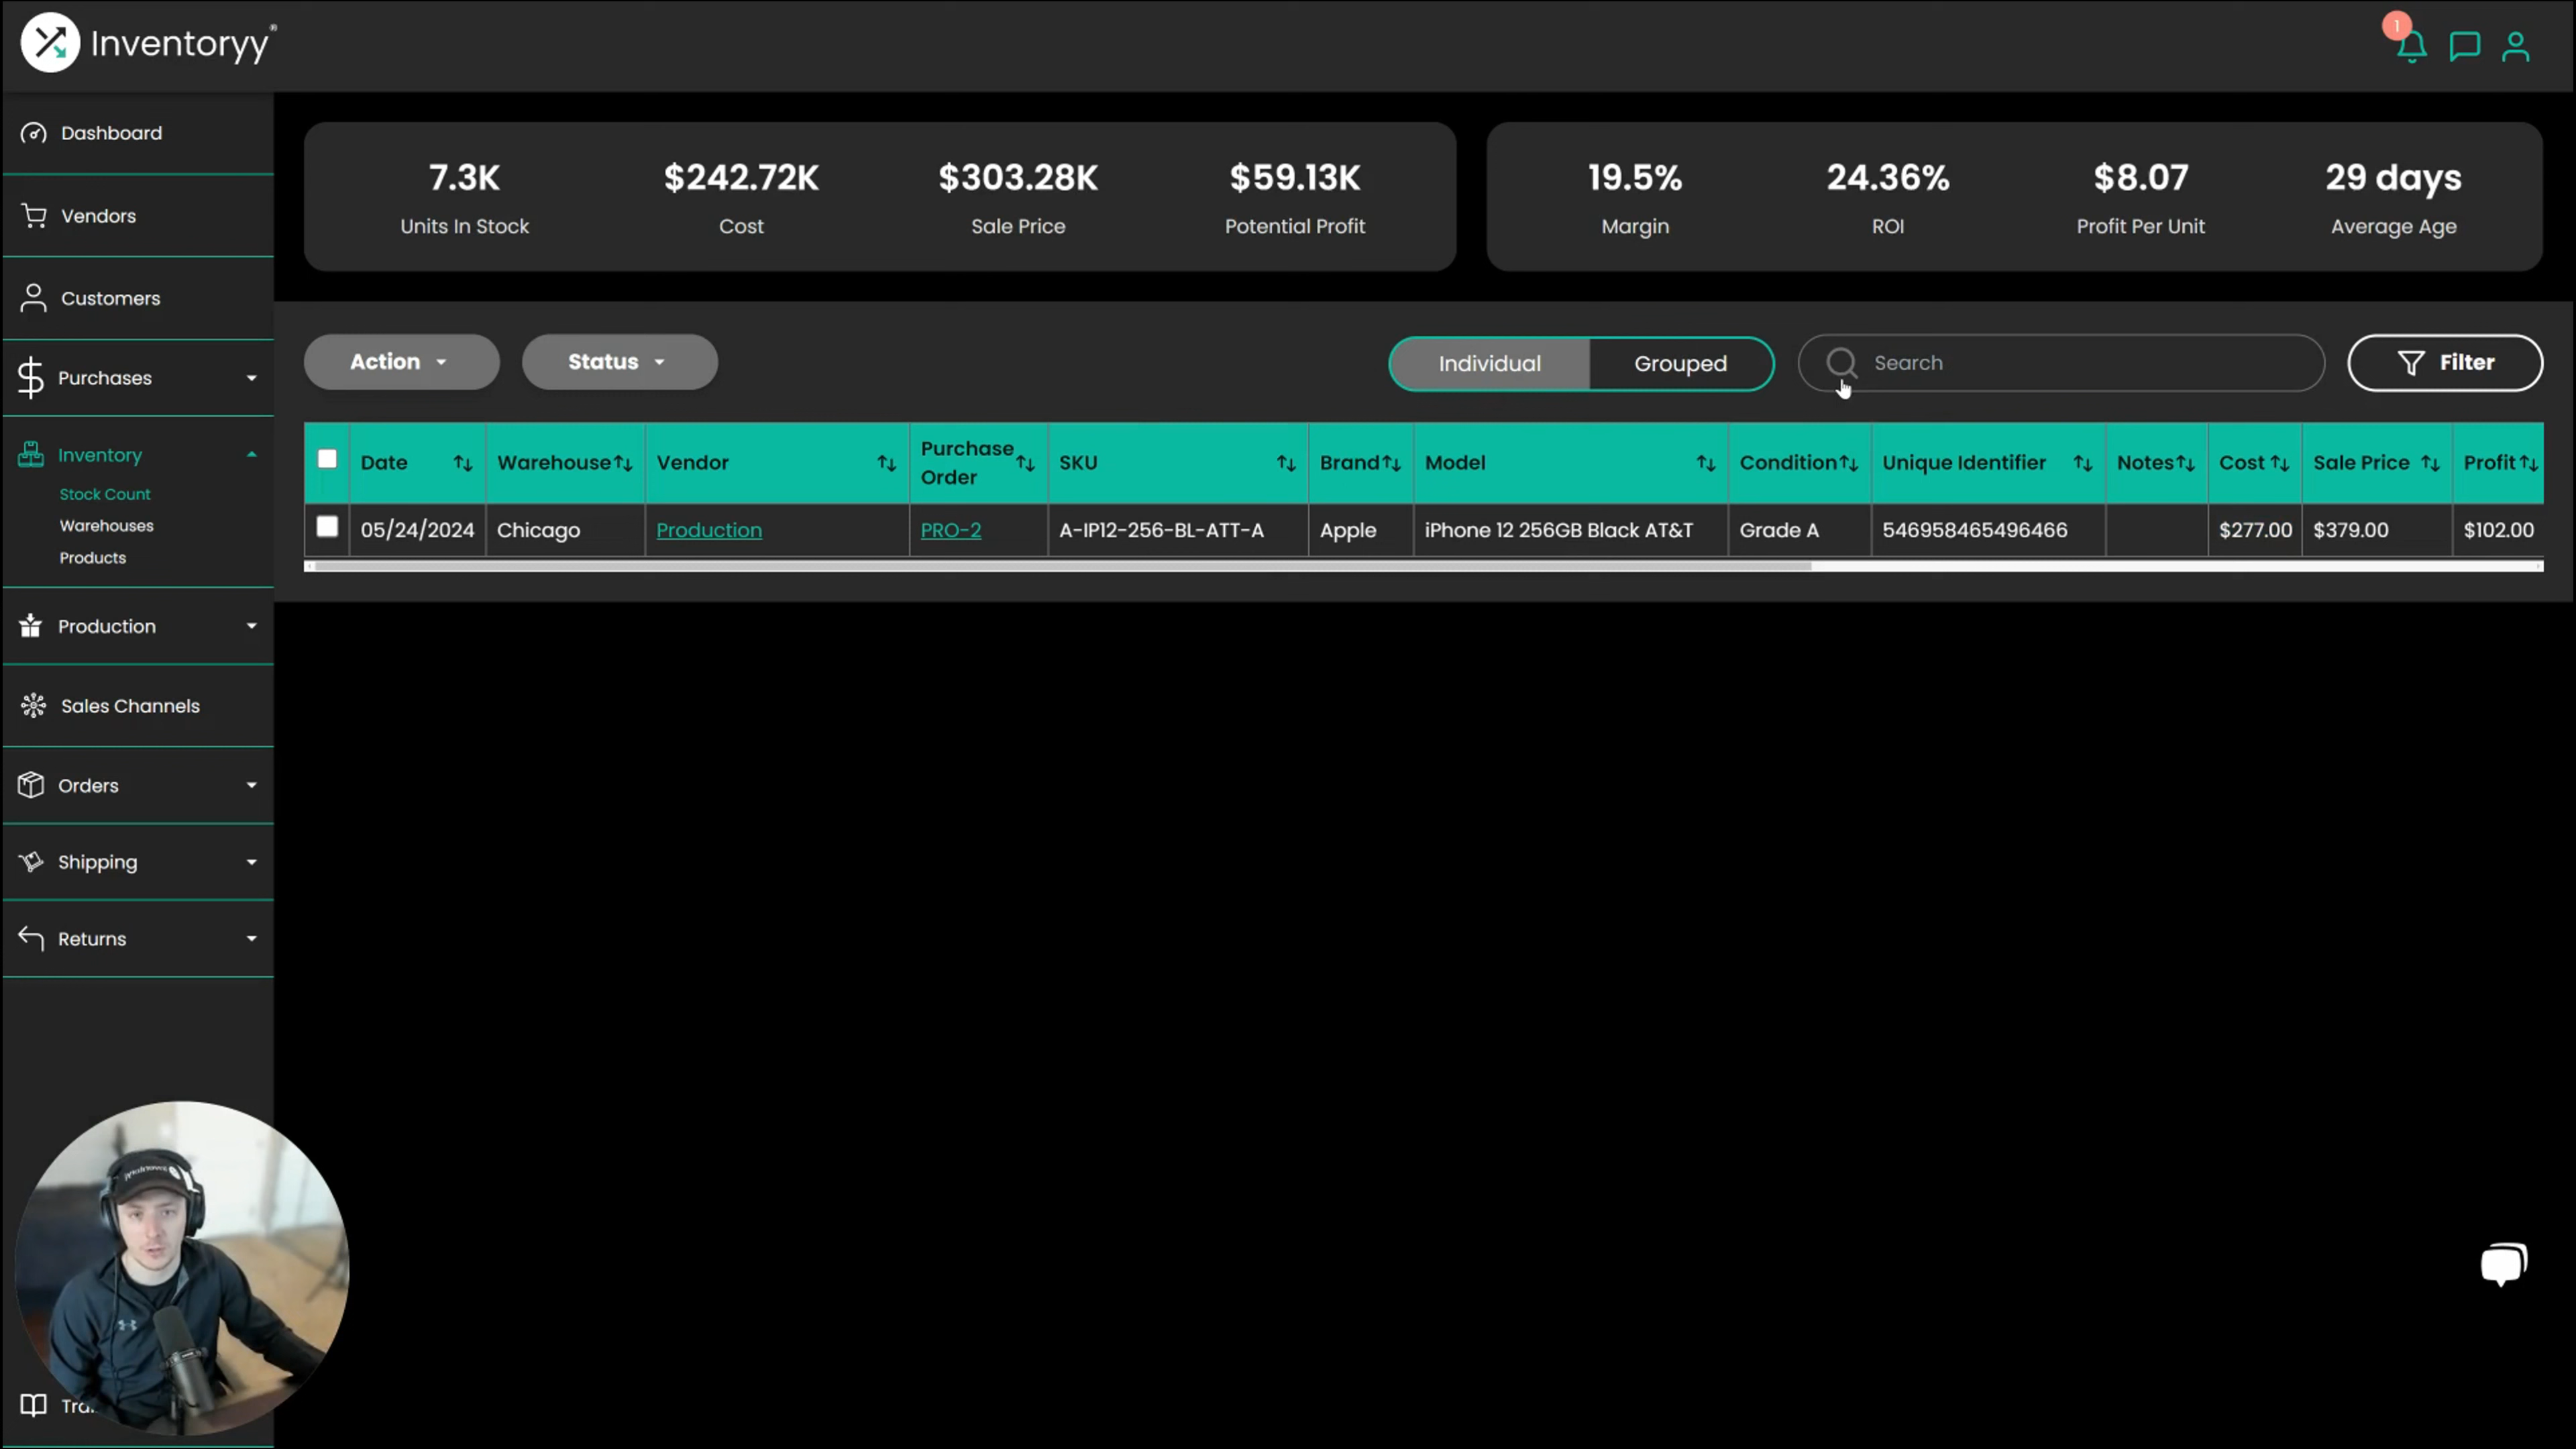 Inventoryy®
1
Dashboard
Vendors
Customers
Purchases
Inventory
Stock Count
Warehouses
Products
Production
Sales Channels
Orders
Shipping
Returns
7.3K $242.72K $303.28K $59.13K
Units In Stock Cost Sale Price Potential Profit
19.5% 24.36% $8.07 29 days
Margin ROI Profit Per Unit Average Age
Action Status Individual Grouped Search Filter
Date Warehouse Vendor Purchase Order SKU Brand Model Condition Unique Identifier Notes Cost Sale Price Profit
05/24/2024 Chicago Production PRO-2 A-IP12-256-BL-ATT-A Apple iPhone 12 256GB Black AT&T Grade A 546958465496466 $277.00 $379.00 $102.00